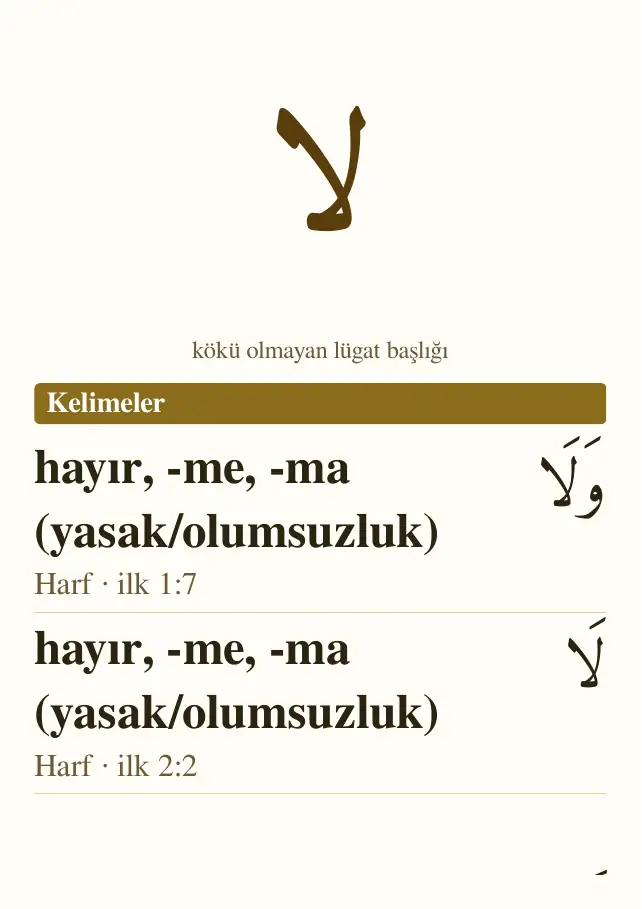 لا
kökü olmayan lügat başlığı
Kelimeler
hayır, -me, -ma وَلَا
(yasak/olumsuzluk)
Harf · ilk 1:7
hayır, -me, -ma لَا
(yasak/olumsuzluk)
Harf · ilk 2:2